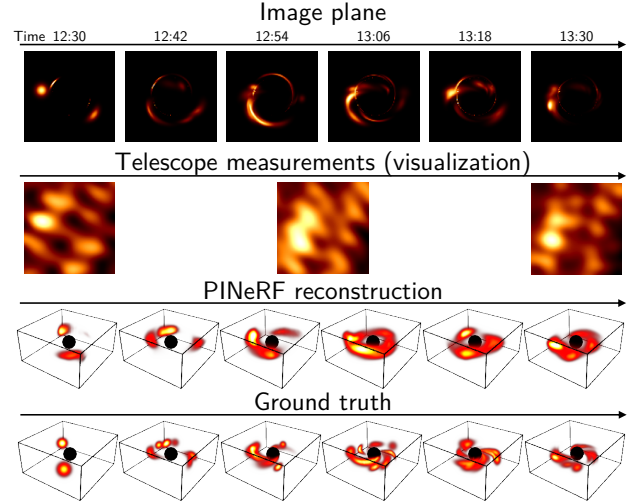 Image plane
Time 12:30 12:42 12:54 13:06 13:18 13:30
Telescope measurements (visualization)
PINeRF reconstruction
Ground truth